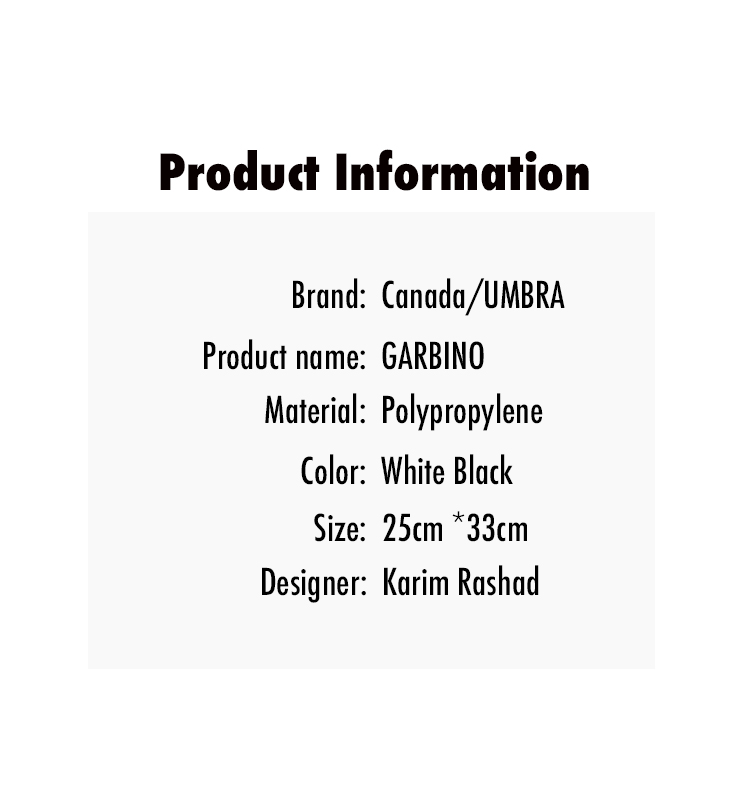 Product Information
Brand: Canada/UMBRA
Product name: GARBINO
Material: Polypropylene
Color: White Black
Size: 25cm *33cm
Designer: Karim Rashad